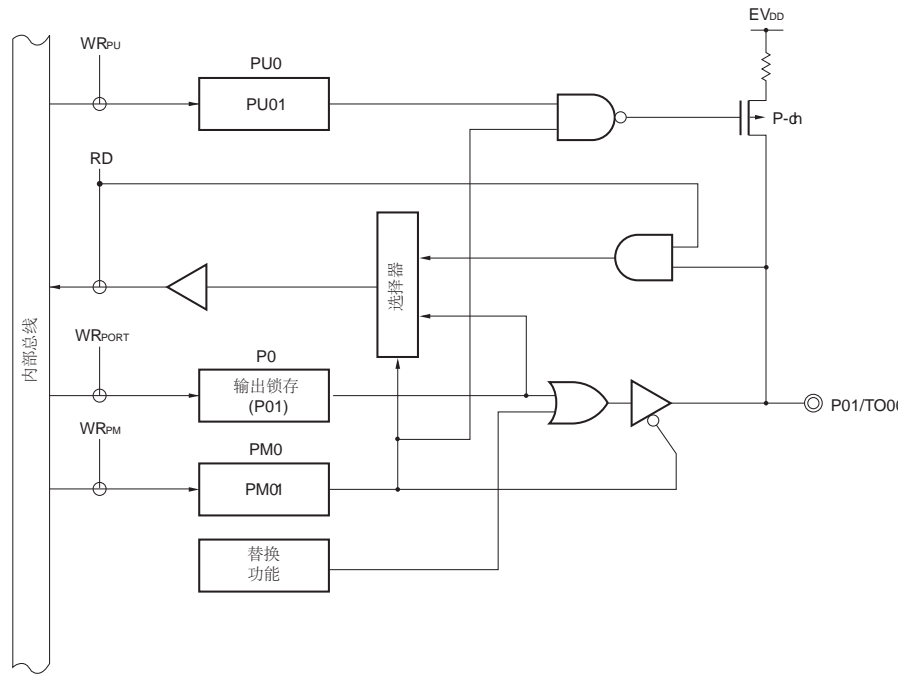 EVDD
WRPU
PU0
PU01
P-ch
RD
选择器
内部总线
WRPORT
P0
输出锁存
(P01)
P01/TO00
WRPM
PM0
PM01
替换
功能